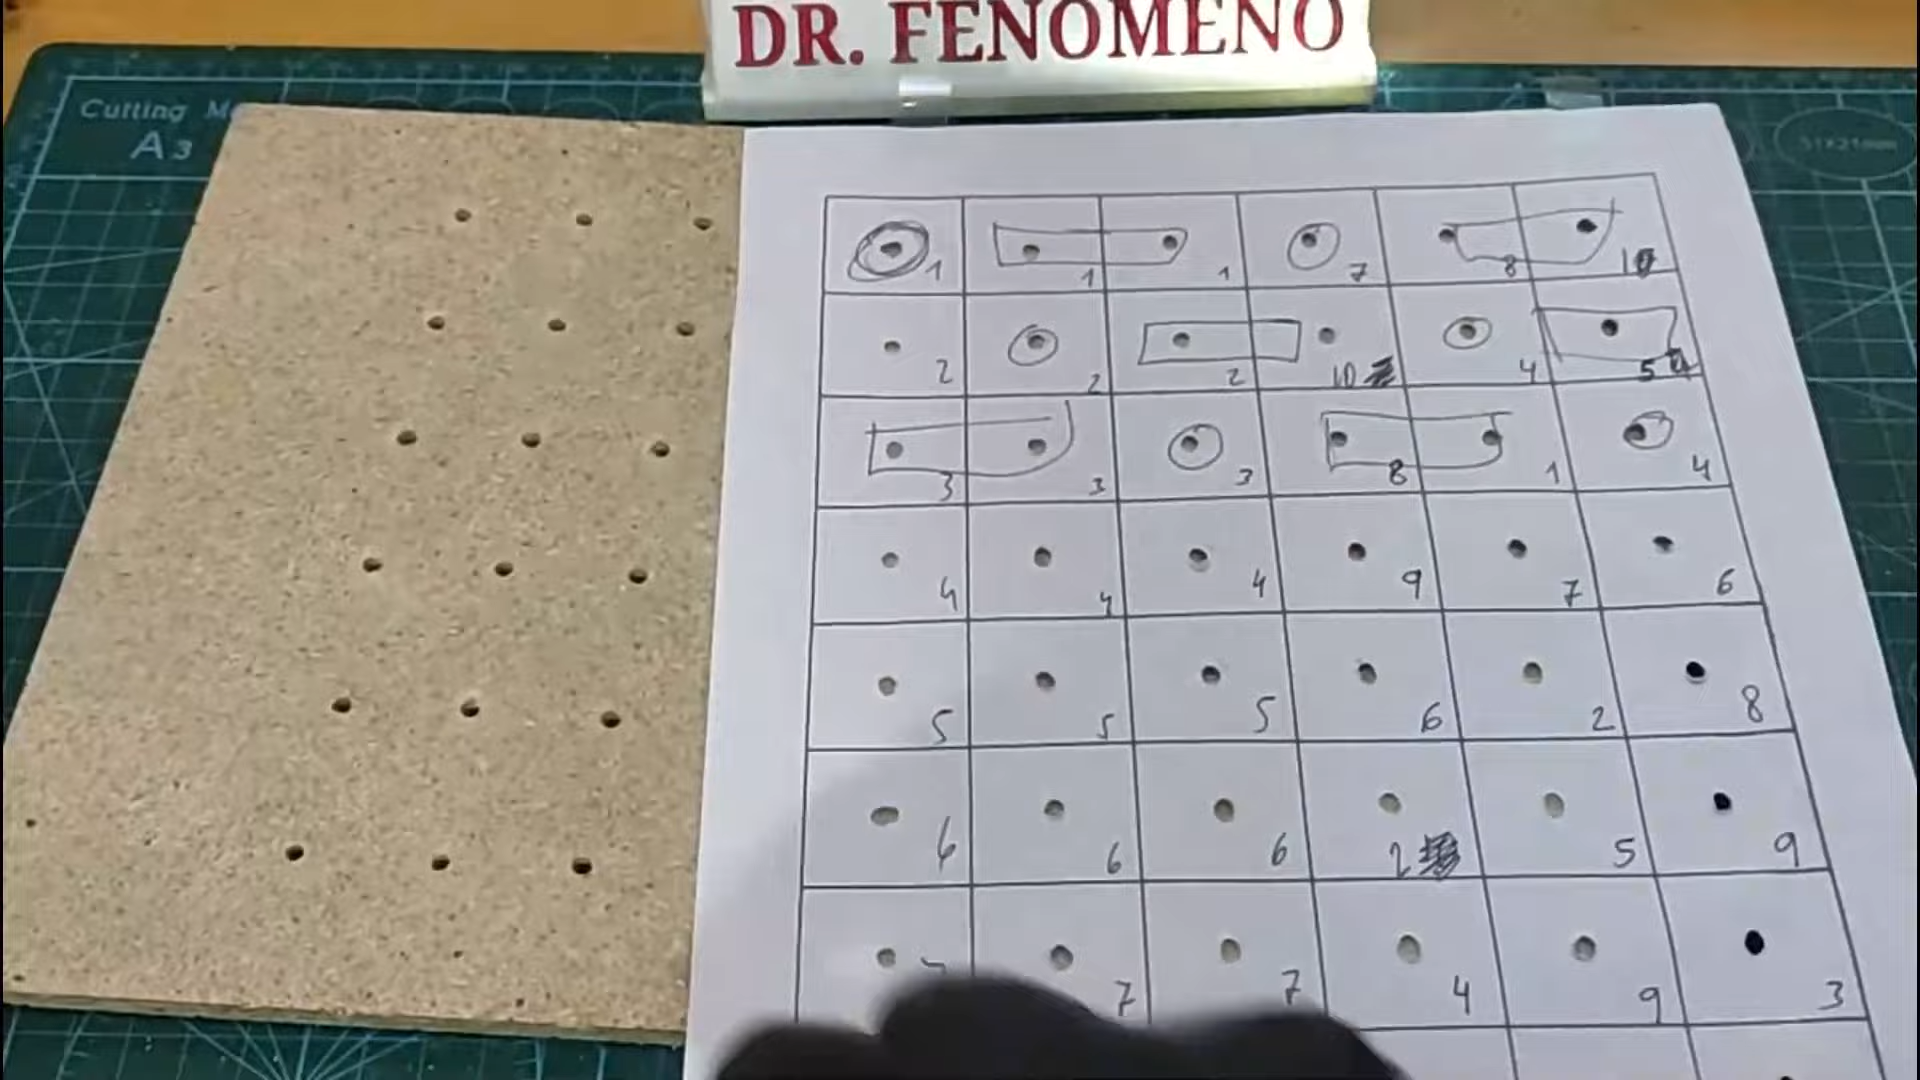 DR. FENOMENO
Cutting
A3
1 1 1 7 8 10
2 2 2 10 4 5
3 3 3 8 1 4
4 4 4 9 7 6
5 5 5 6 2 8
6 6 6 2 5 9
7 7 4 9 3